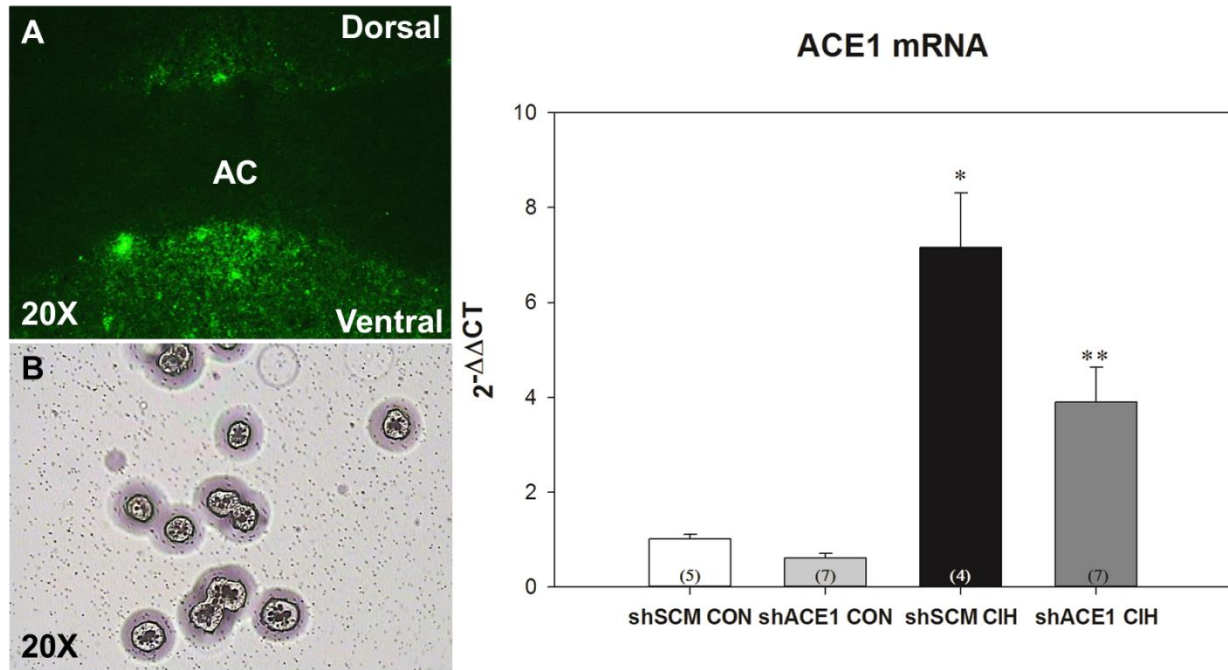 A
Dorsal
AC
20X
Ventral
B
20X
ACE1 mRNA
2-ΔΔCT
10
8
6
4
2
0
*
**
(5)
(7)
(4)
(7)
shSCM CON
shACE1 CON
shSCM CIH
shACE1 CIH